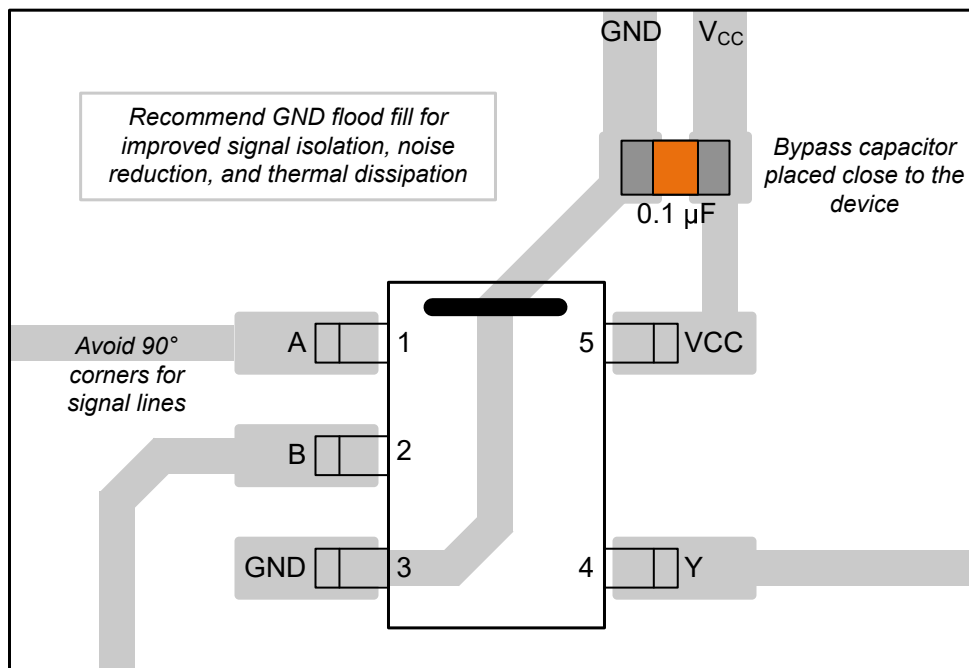 GND VCC
Recommend GND flood fill for
improved signal isolation, noise
reduction, and thermal dissipation
Bypass capacitor
placed close to the
device
0.1 µF
A 1 5 VCC
Avoid 90°
corners for
signal lines
B 2
GND 3 4 Y